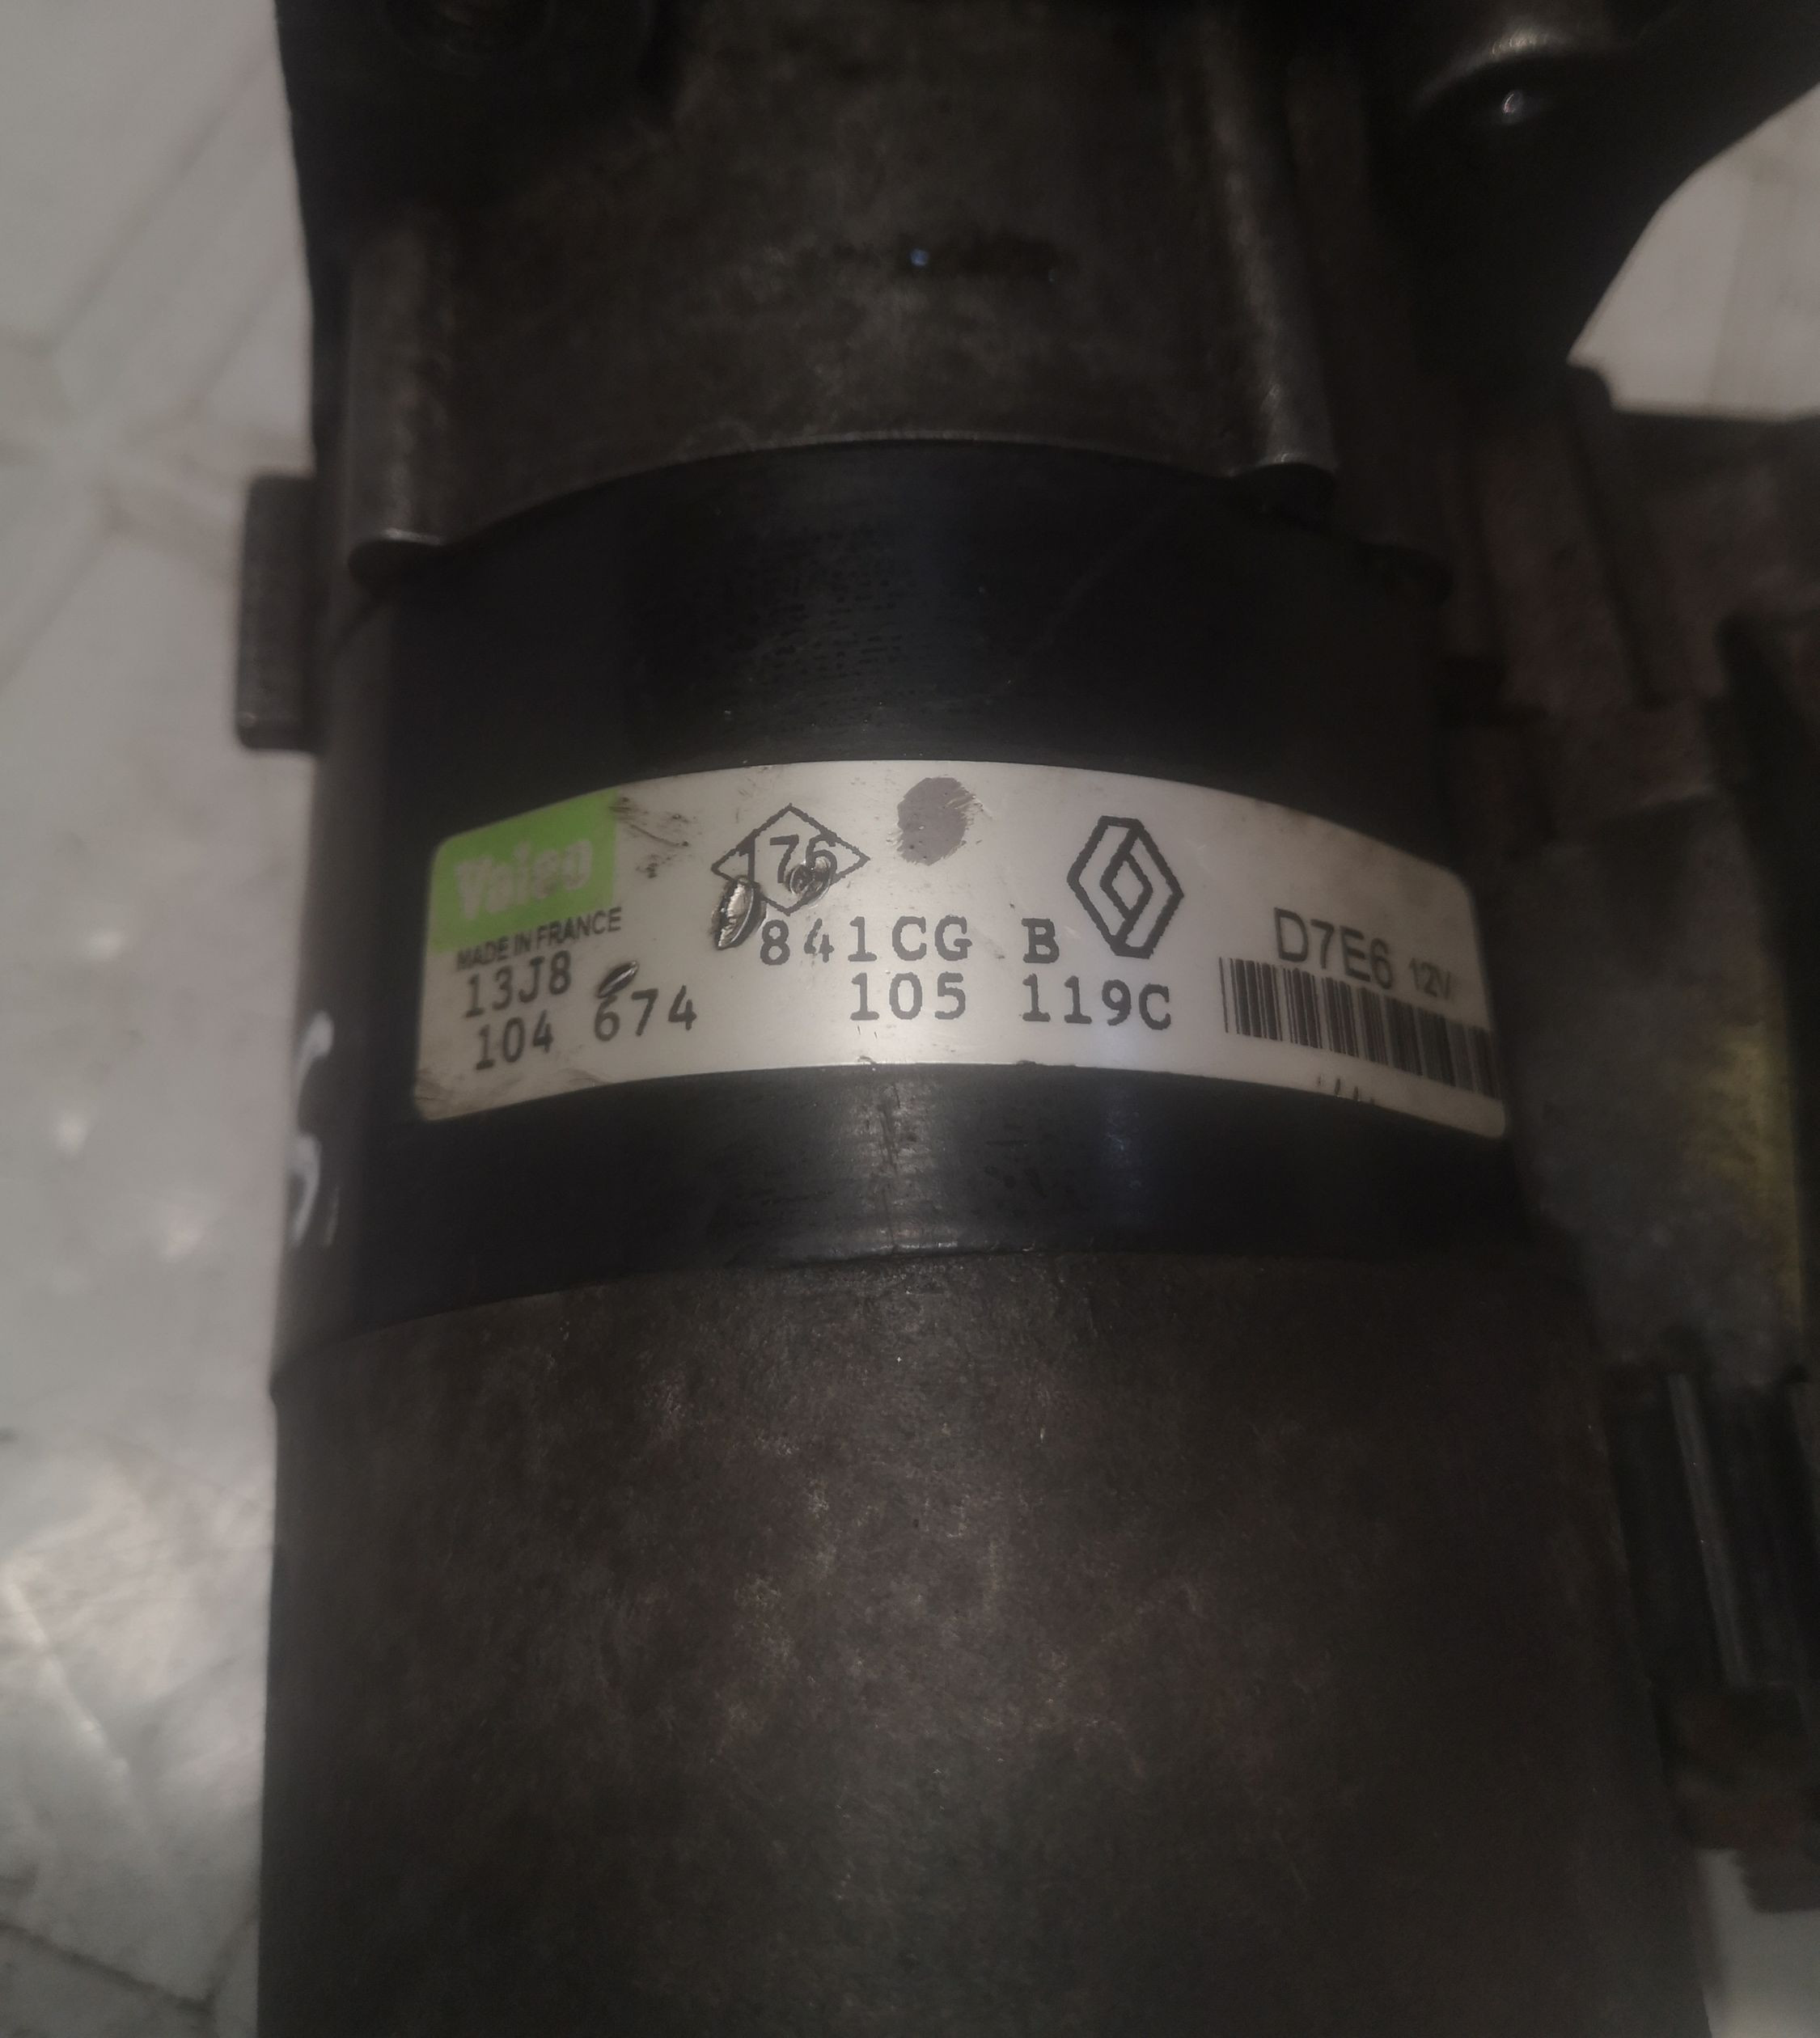 Valeo
MADE IN FRANCE
176
841CG B
13J8
105 119C
104 674
D7E6 12V